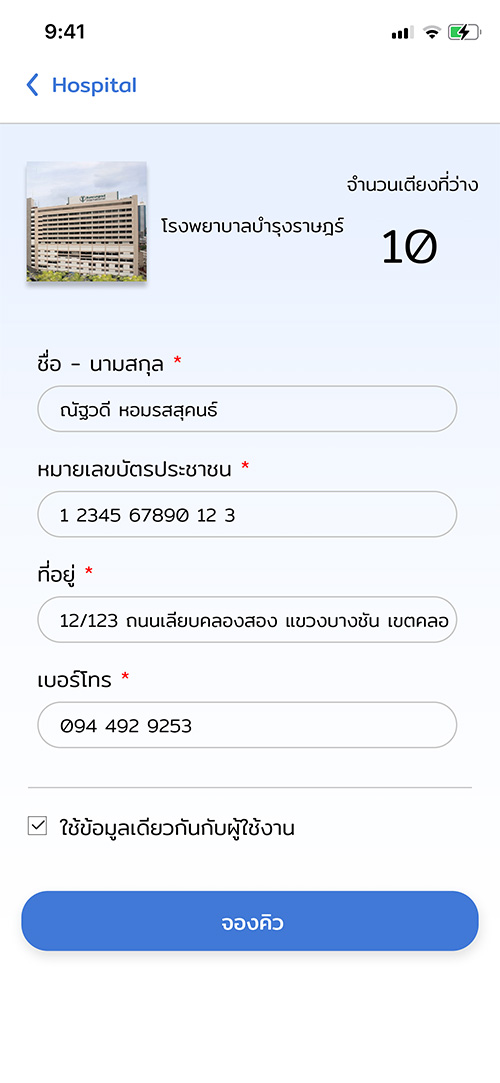 9:41
Hospital
จำนวนเตียงที่ว่าง
โรงพยาบาลบำรุงราษฎร์
10
ชื่อ - นามสกุล *
ณัฐวดี หอมรสสุคนธ์
หมายเลขบัตรประชาชน *
1 2345 67890 12 3
ที่อยู่ *
12/123 ถนนเลียบคลองสอง แขวงบางชัน เขตคลอ
เบอร์โทร *
094 492 9253
ใช้ข้อมูลเดียวกันกับผู้ใช้งาน
จองคิว